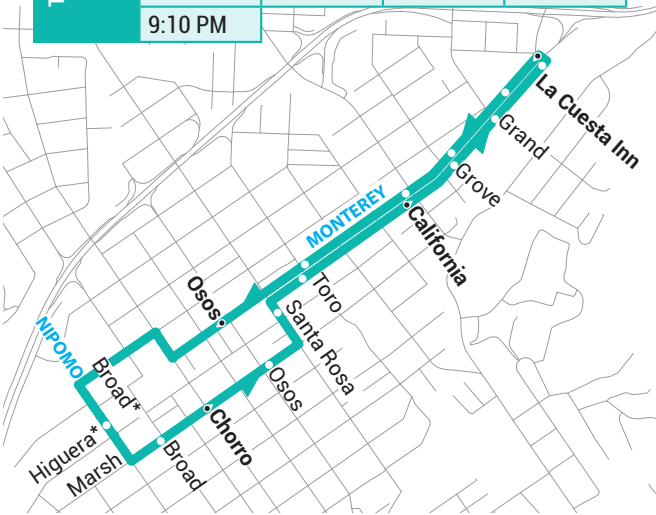 9:10 PM
La Cuesta Inn
Grand
Grove
MONTEREY
California
Osos
Toro
Santa Rosa
NIPOMO
Broad*
Osos
Chorro
Higuera*
Marsh
Broad